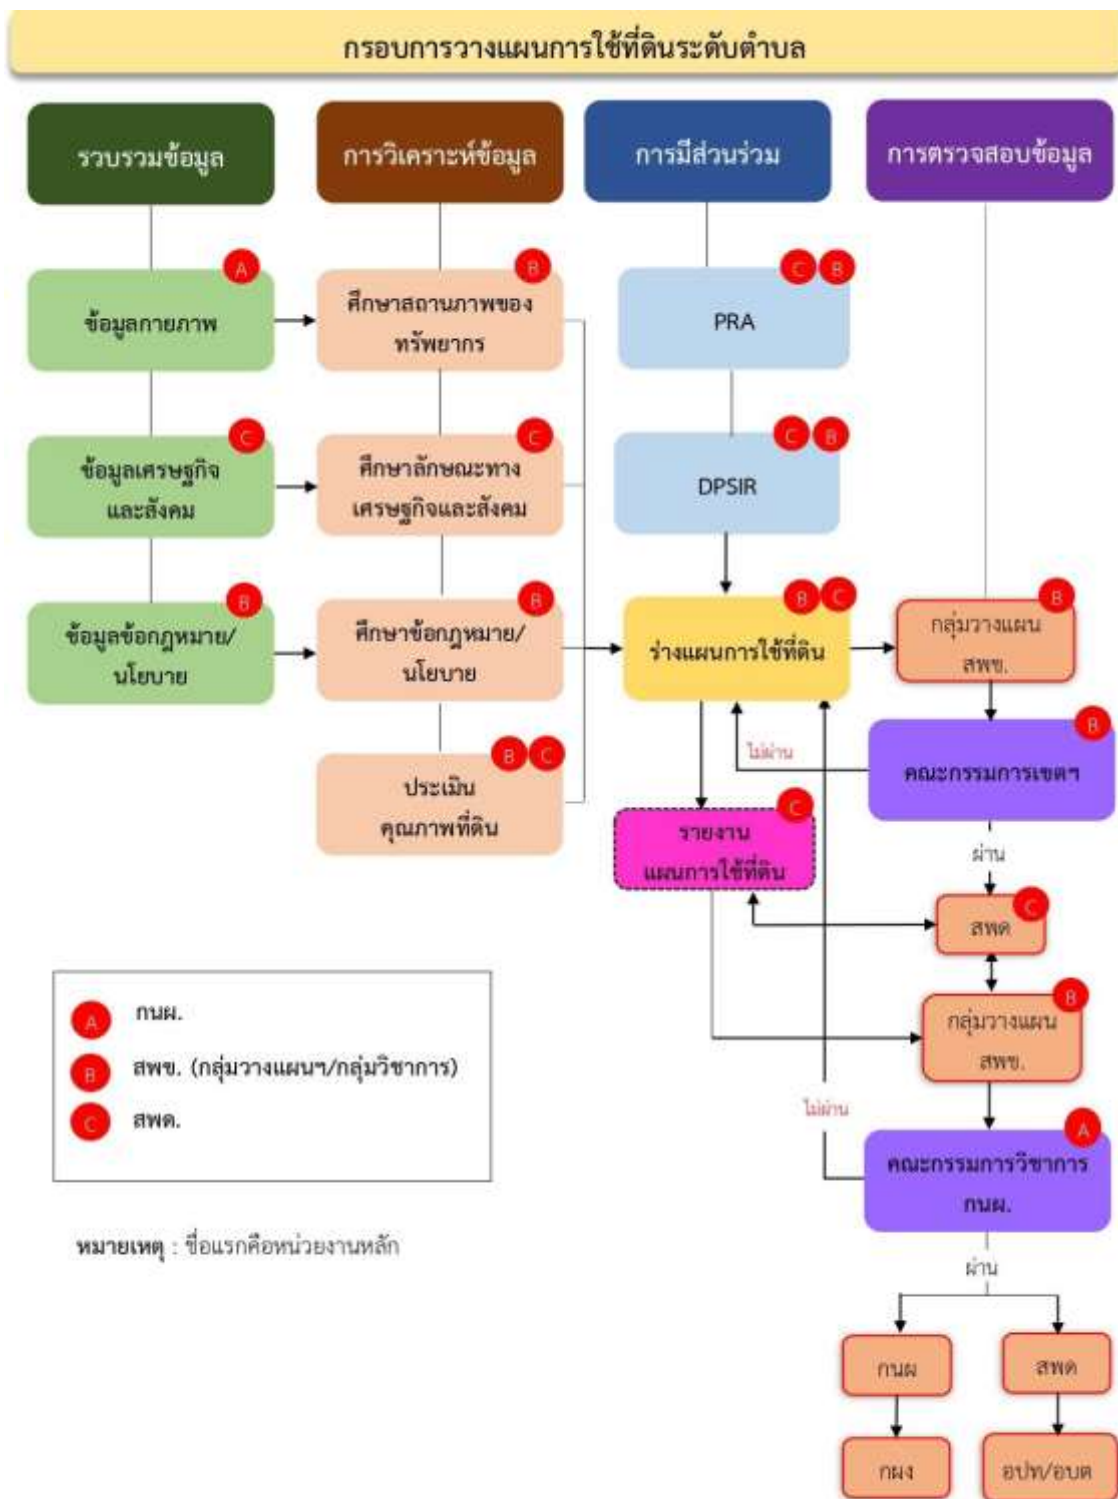 กรอบการวางแผนการใช้ที่ดินระดับตำบล
รวบรวมข้อมูล
การวิเคราะห์ข้อมูล
การมีส่วนร่วม
การตรวจสอบข้อมูล
A
ข้อมูลกายภาพ
B
ศึกษาสถานภาพของ
ทรัพยากร
C B
PRA
C
ข้อมูลเศรษฐกิจ
และสังคม
C
ศึกษาลักษณะทาง
เศรษฐกิจและสังคม
C B
DPSIR
B
ข้อมูลข้อกฎหมาย/
นโยบาย
B
ศึกษาข้อกฎหมาย/
นโยบาย
B C
ร่างแผนการใช้ที่ดิน
B
กลุ่มวางแผน
สพข.
B C
ประเมิน
คุณภาพที่ดิน
ไม่ผ่าน
B
คณะกรรมการเขตฯ
C
รายงาน
แผนการใช้ที่ดิน
ผ่าน
C
สพด
B
กลุ่มวางแผน
สพข.
A กนผ.
B สพข. (กลุ่มวางแผนฯ/กลุ่มวิชาการ)
C สพด.
ไม่ผ่าน
A
คณะกรรมการวิชาการ
กนผ.
หมายเหตุ : ชื่อแรกคือหน่วยงานหลัก
ผ่าน
กนผ
สพด
กผง
อปท/อบต